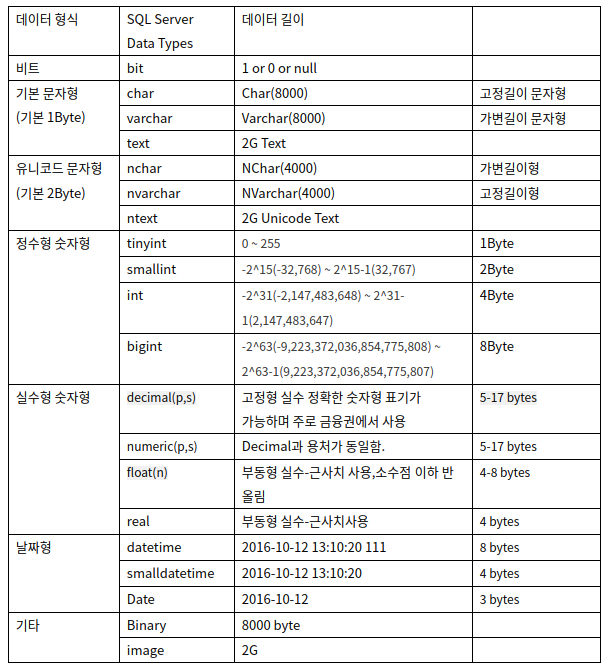 데이터 형식 SQL Server 데이터 길이
Data Types
비트 bit 1 or 0 or null
기본 문자형 char Char(8000) 고정길이 문자형
(기본 1Byte) varchar Varchar(8000) 가변길이 문자형
text 2G Text
유니코드 문자형 nchar NChar(4000) 가변길이형
(기본 2Byte) nvarchar NVarchar(4000) 고정길이형
ntext 2G Unicode Text
정수형 숫자형 tinyint 0 ~ 255 1Byte
smallint -2^15(-32,768) ~ 2^15-1(32,767) 2Byte
int -2^31(-2,147,483,648) ~ 2^31- 4Byte
1(2,147,483,647)
bigint -2^63(-9,223,372,036,854,775,808) ~ 8Byte
2^63-1(9,223,372,036,854,775,807)
실수형 숫자형 decimal(p,s) 고정형 실수 정확한 숫자형 표기가 5-17 bytes
가능하며 주로 금융권에서 사용
numeric(p,s) Decimal과 용처가 동일함. 5-17 bytes
float(n) 부동형 실수-근사치 사용,소수점 이하 반 4-8 bytes
올림
real 부동형 실수-근사치사용 4 bytes
날짜형 datetime 2016-10-12 13:10:20 111 8 bytes
smalldatetime 2016-10-12 13:10:20 4 bytes
Date 2016-10-12 3 bytes
기타 Binary 8000 byte
image 2G